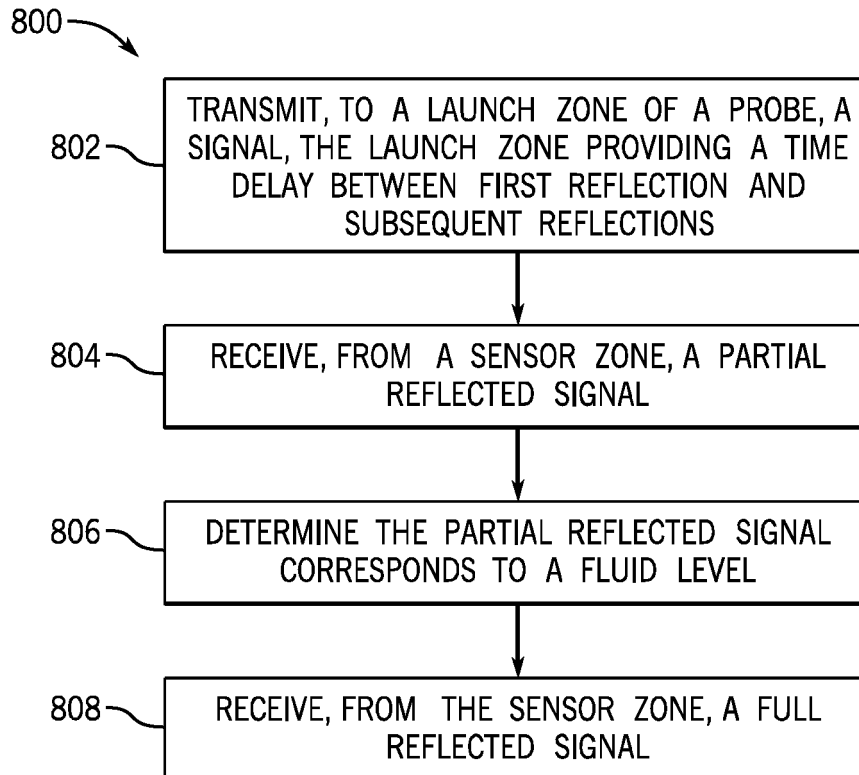 800
802
TRANSMIT, TO A LAUNCH ZONE OF A PROBE, A
SIGNAL, THE LAUNCH ZONE PROVIDING A TIME
DELAY BETWEEN FIRST REFLECTION AND
SUBSEQUENT REFLECTIONS
804
RECEIVE, FROM A SENSOR ZONE, A PARTIAL
REFLECTED SIGNAL
806
DETERMINE THE PARTIAL REFLECTED SIGNAL
CORRESPONDS TO A FLUID LEVEL
808
RECEIVE, FROM THE SENSOR ZONE, A FULL
REFLECTED SIGNAL